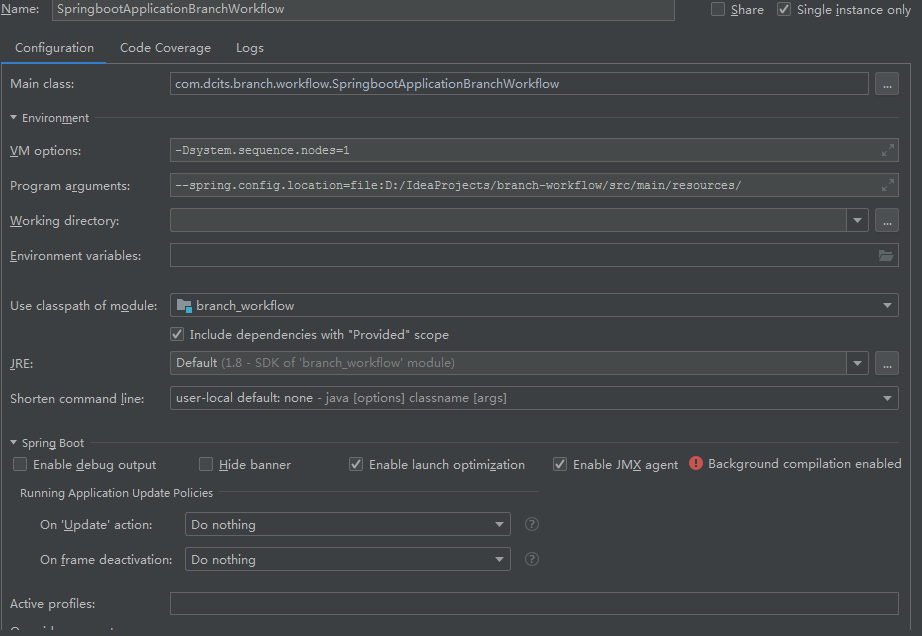 Name: SpringbootApplicationBranchWorkflow Share Single instance only
Configuration Code Coverage Logs
Main class: com.dcits.branch.workflow.SpringbootApplicationBranchWorkflow ...
Environment
VM options: -Dsystem.sequence.nodes=1
Program arguments: --spring.config.location=file:D:/IdeaProjects/branch-workflow/src/main/resources/
Working directory: ...
Environment variables:
Use classpath of module: branch_workflow
Include dependencies with "Provided" scope
JRE: Default (1.8 - SDK of 'branch_workflow' module) ...
Shorten command line: user-local default: none - java [options] classname [args]
Spring Boot
Enable debug output Hide banner Enable launch optimization Enable JMX agent Background compilation enabled
Running Application Update Policies
On 'Update' action: Do nothing ?
On frame deactivation: Do nothing ?
Active profiles: